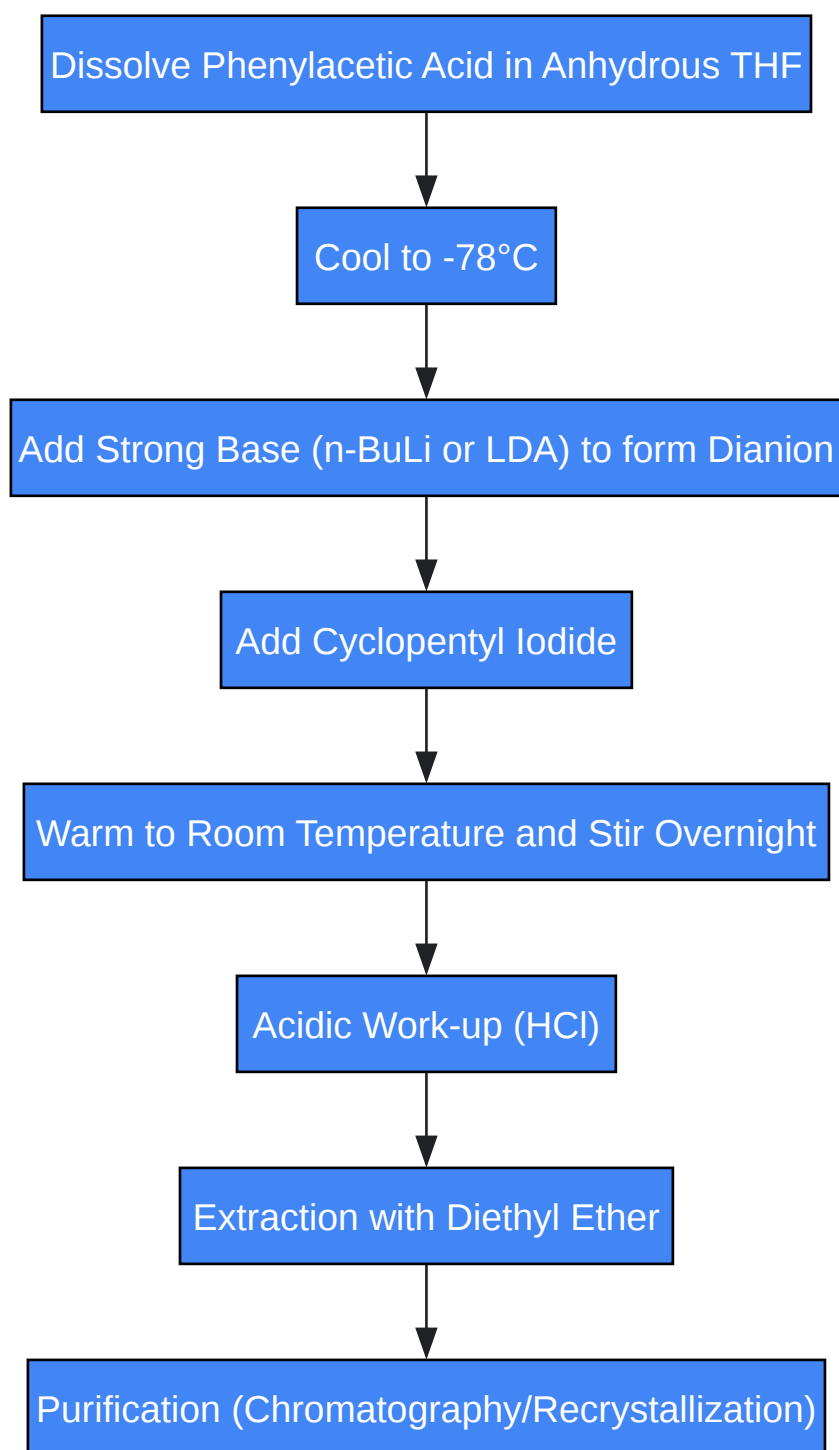 Dissolve Phenylacetic Acid in Anhydrous THF
Cool to -78°C
Add Strong Base (n-BuLi or LDA) to form Dianion
Add Cyclopentyl Iodide
Warm to Room Temperature and Stir Overnight
Acidic Work-up (HCl)
Extraction with Diethyl Ether
Purification (Chromatography/Recrystallization)